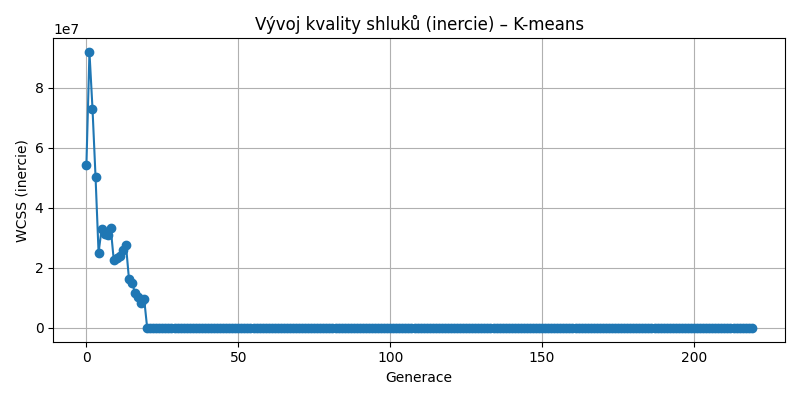 Vývoj kvality shluků (inercie) – K-means
1e7
8
6
4
2
0
WCSS (inercie)
0 50 100 150 200
Generace